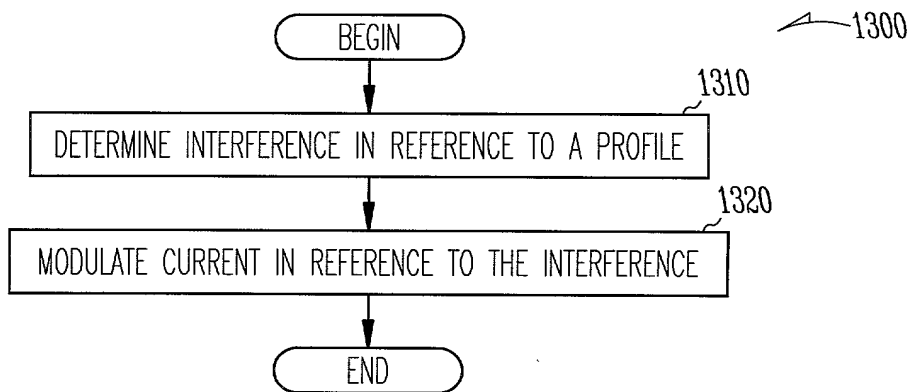 BEGIN
1300
1310
DETERMINE INTERFERENCE IN REFERENCE TO A PROFILE
1320
MODULATE CURRENT IN REFERENCE TO THE INTERFERENCE
END